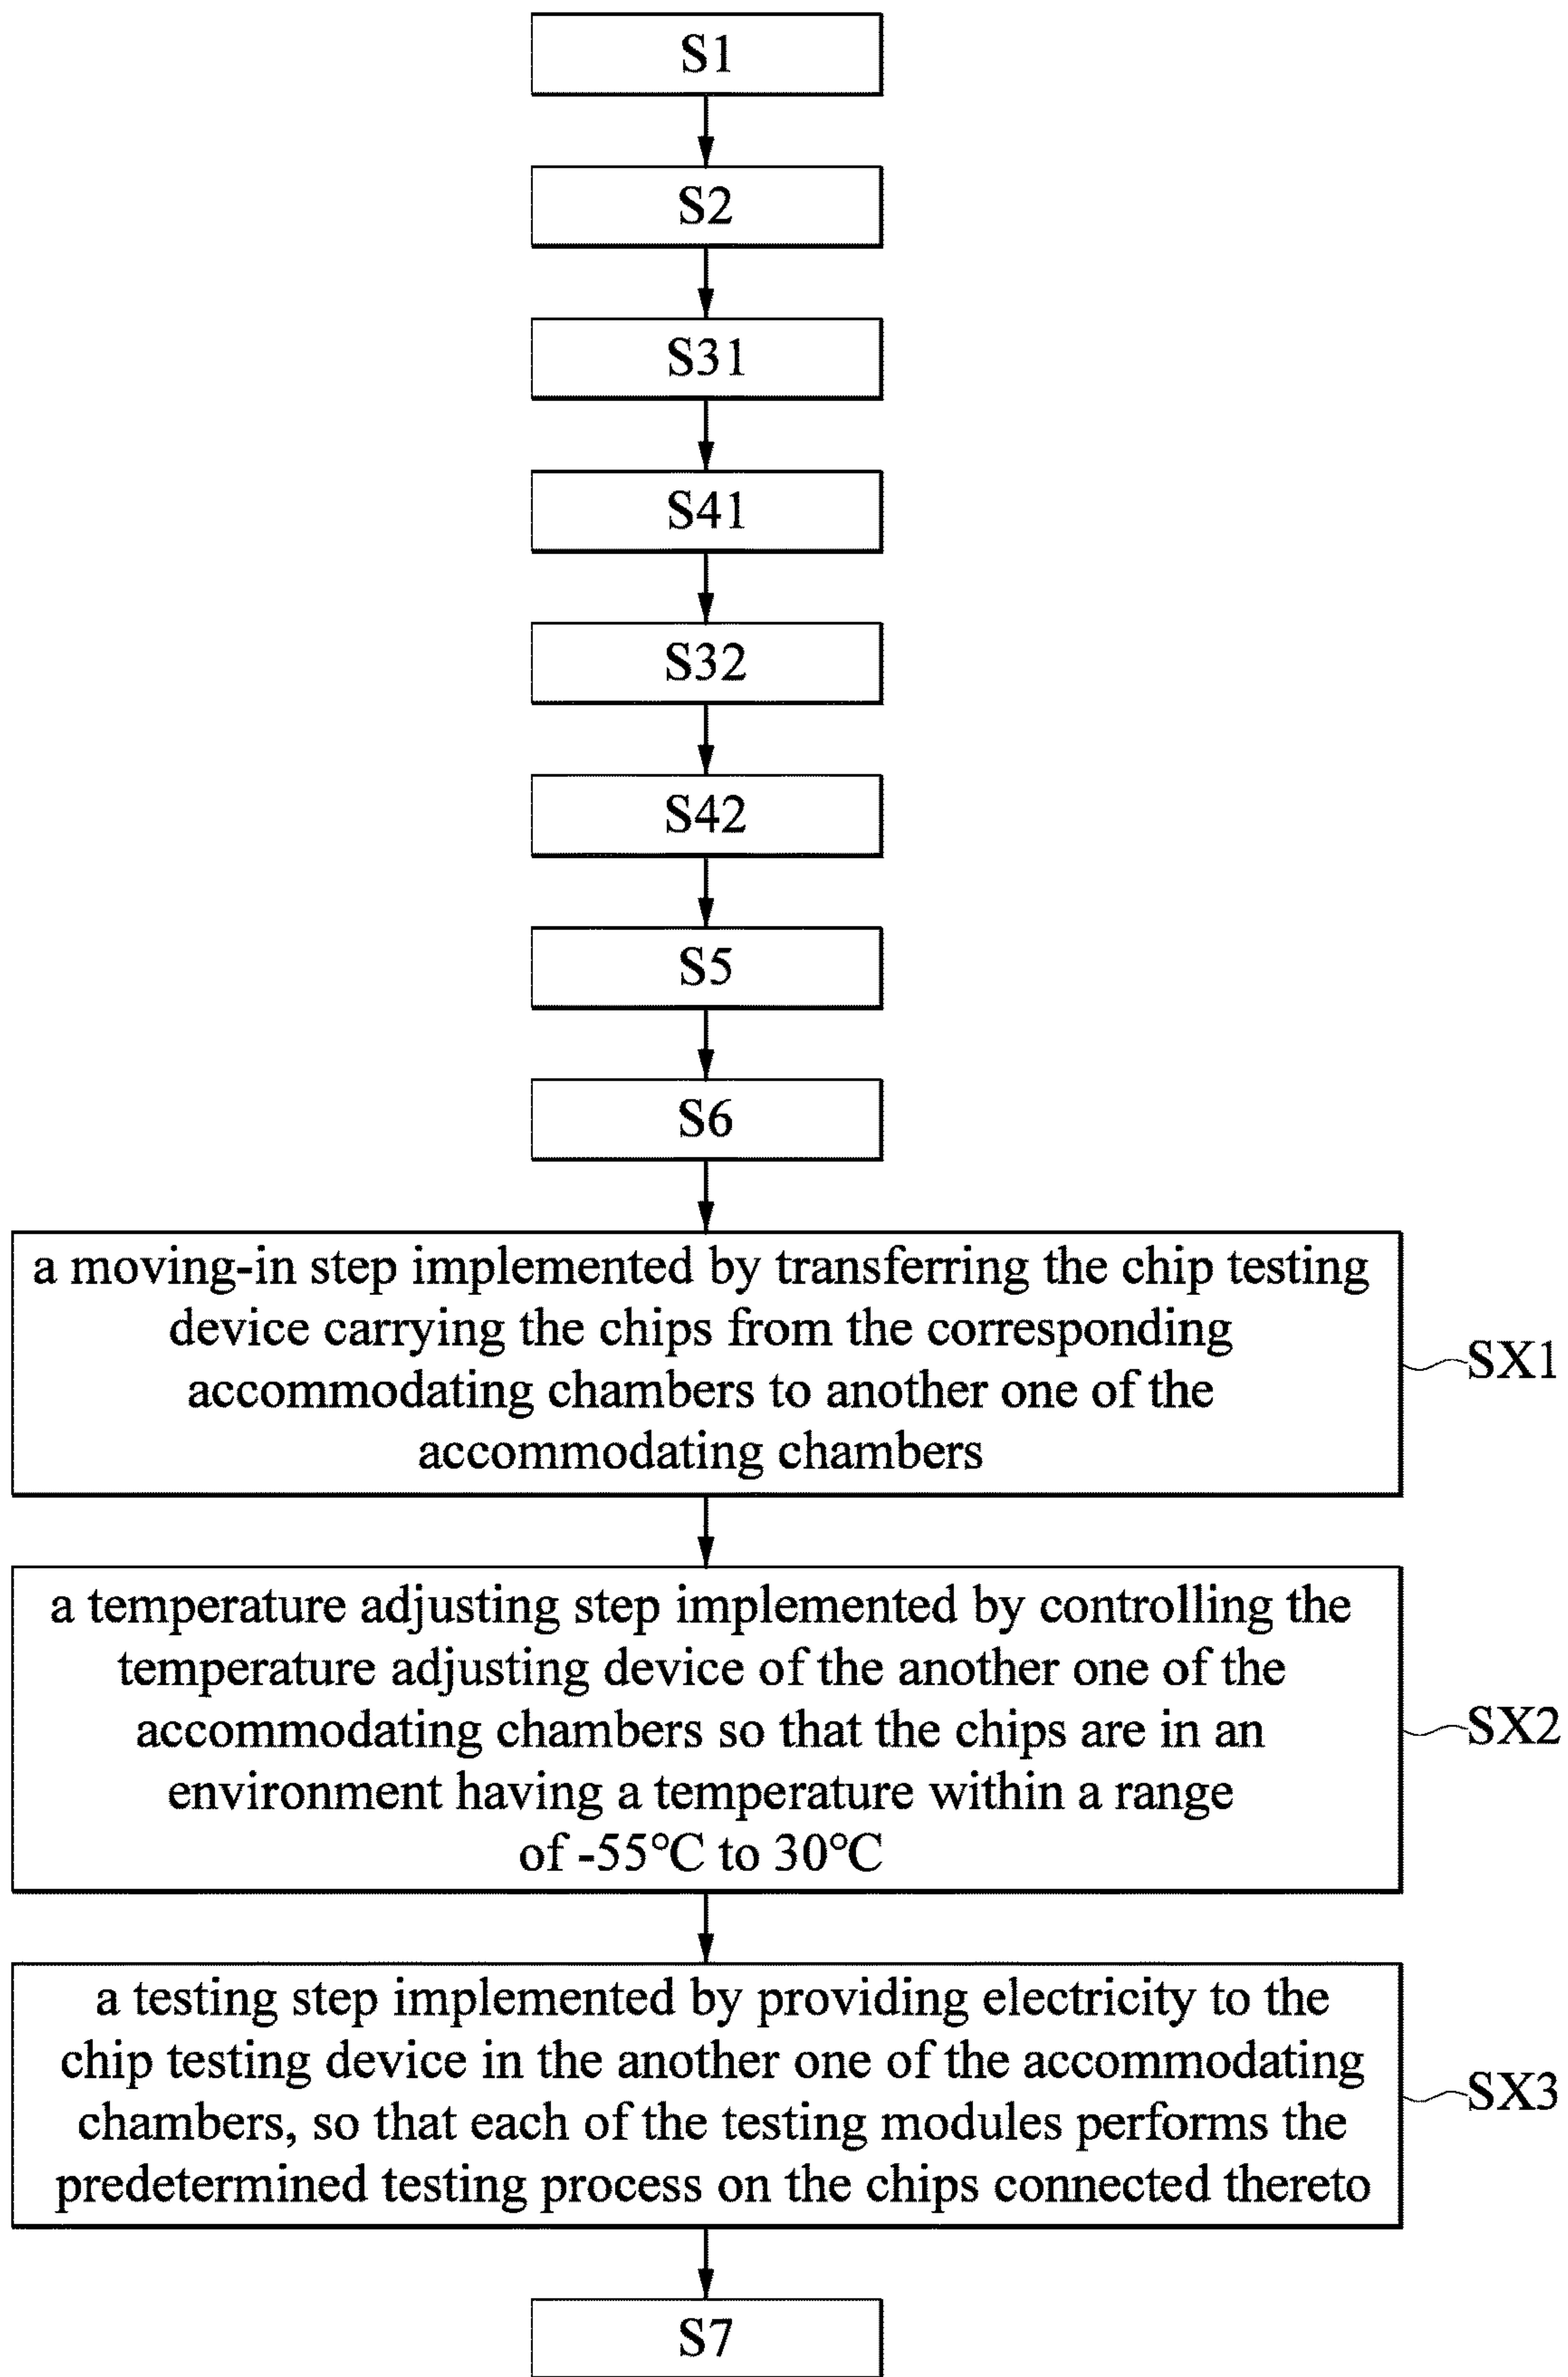 S1
S2
S31
S41
S32
S42
S5
S6
a moving-in step implemented by transferring the chip testing
device carrying the chips from the corresponding
accommodating chambers to another one of the
accommodating chambers
SX1
a temperature adjusting step implemented by controlling the
temperature adjusting device of the another one of the
accommodating chambers so that the chips are in an
environment having a temperature within a range
of -55°C to 30°C
SX2
a testing step implemented by providing electricity to the
chip testing device in the another one of the accommodating
chambers, so that each of the testing modules performs the
predetermined testing process on the chips connected thereto
SX3
S7